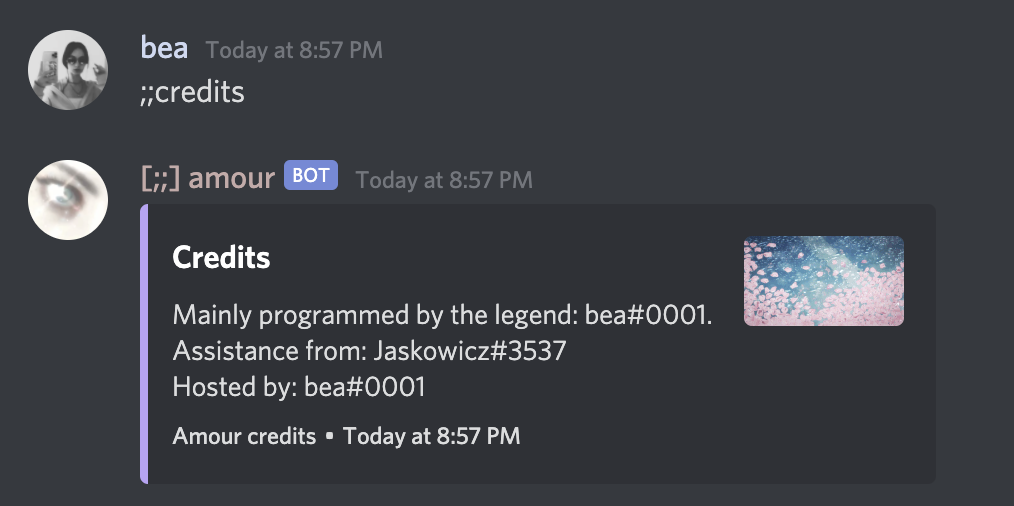 bea Today at 8:57 PM
;;credits
[;;] amour BOT Today at 8:57 PM
Credits
Mainly programmed by the legend: bea#0001.
Assistance from: Jaskowicz#3537
Hosted by: bea#0001
Amour credits • Today at 8:57 PM